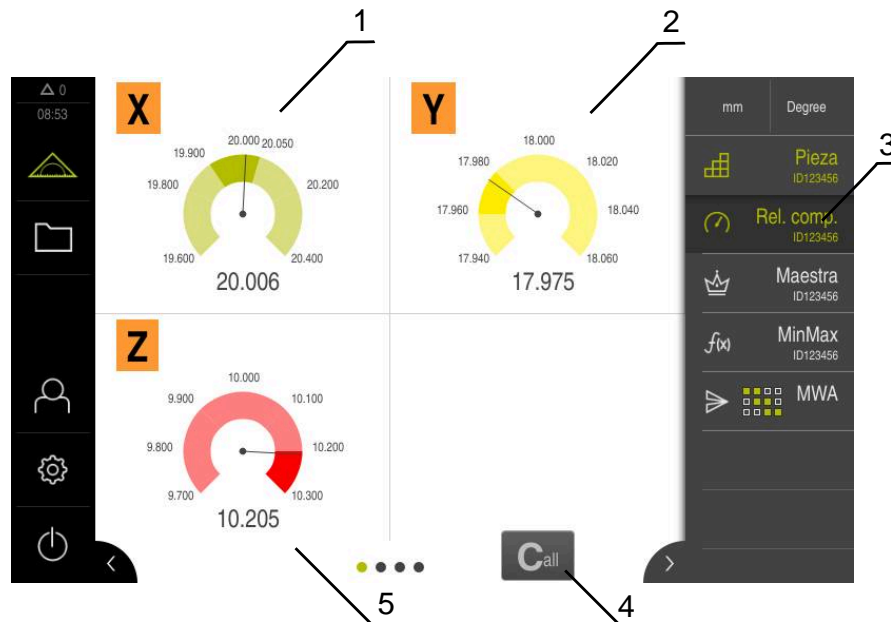 1
2
3
△ 0
08:53
X
19.600
19.800
19.900
20.000
20.050
20.200
20.400
20.006
Y
17.940
17.960
17.980
18.000
18.020
18.040
18.060
17.975
Z
9.700
9.800
9.900
10.000
10.100
10.200
10.300
10.205
Call
mm
Degree
Pieza
ID123456
Rel. comp.
ID123456
Maestra
ID123456
f(x)
MinMax
ID123456
MWA
5
4